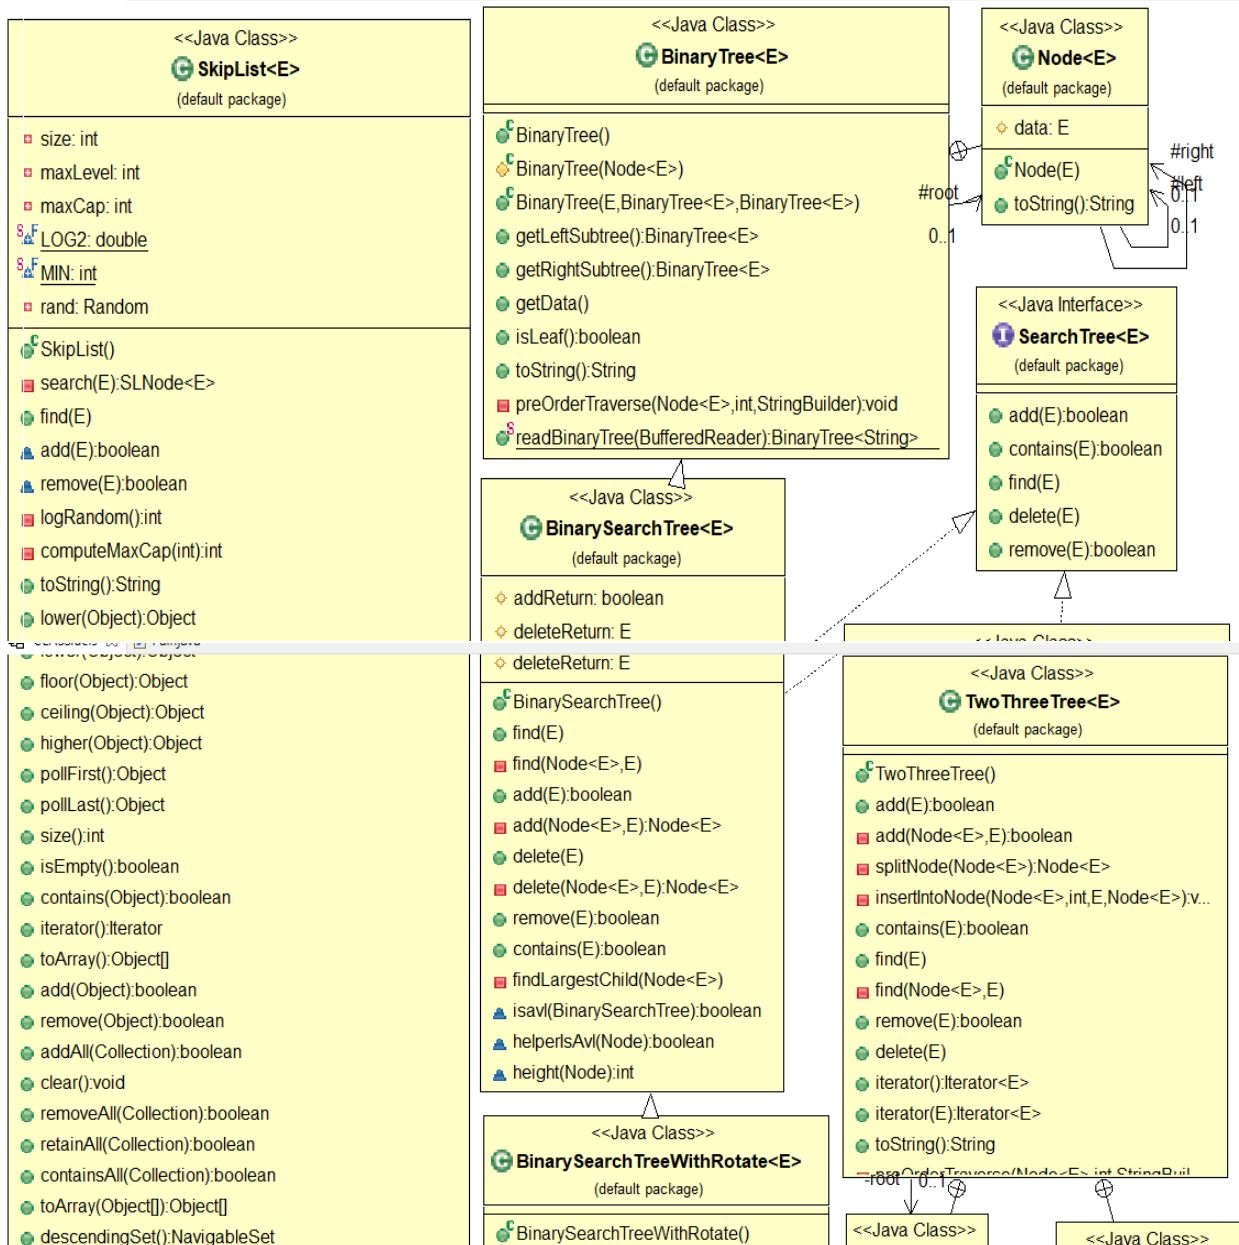 <<Java Class>>
SkipList<E>
(default package)
size: int
maxLevel: int
maxCap: int
LOG2: double
MIN: int
rand: Random
SkipList()
search(E):SLNode<E>
find(E)
add(E):boolean
remove(E):boolean
logRandom():int
computeMaxCap(int):int
toString():String
lower(Object):Object
floor(Object):Object
ceiling(Object):Object
higher(Object):Object
pollFirst():Object
pollLast():Object
size():int
isEmpty():boolean
contains(Object):boolean
iterator():Iterator
toArray():Object[]
add(Object):boolean
remove(Object):boolean
addAll(Collection):boolean
clear():void
removeAll(Collection):boolean
retainAll(Collection):boolean
containsAll(Collection):boolean
toArray(Object[]):Object[]
descendingSet():NavigableSet
<<Java Class>>
BinaryTree<E>
(default package)
BinaryTree()
BinaryTree(Node<E>)
BinaryTree(E,BinaryTree<E>,BinaryTree<E>)
getLeftSubtree():BinaryTree<E>
getRightSubtree():BinaryTree<E>
getData()
isLeaf():boolean
toString():String
preOrderTraverse(Node<E>,int,StringBuilder):void
readBinaryTree(BufferedReader):BinaryTree<String>
#root
0..1
<<Java Class>>
Node<E>
(default package)
data: E
Node(E)
toString():String
#right
#left
0..1
0..1
<<Java Interface>>
SearchTree<E>
(default package)
add(E):boolean
contains(E):boolean
find(E)
delete(E)
remove(E):boolean
<<Java Class>>
BinarySearchTree<E>
(default package)
addReturn: boolean
deleteReturn: E
deleteReturn: E
BinarySearchTree()
find(E)
find(Node<E>,E)
add(E):boolean
add(Node<E>,E):Node<E>
delete(E)
delete(Node<E>,E):Node<E>
remove(E):boolean
contains(E):boolean
findLargestChild(Node<E>)
isavl(BinarySearchTree):boolean
helperIsAvl(Node):boolean
height(Node):int
<<Java Class>>
BinarySearchTreeWithRotate<E>
(default package)
BinarySearchTreeWithRotate()
<<Java Class>>
TwoThreeTree<E>
(default package)
TwoThreeTree()
add(E):boolean
add(Node<E>,E):boolean
splitNode(Node<E>):Node<E>
insertIntoNode(Node<E>,int,E,Node<E>):v...
contains(E):boolean
find(E)
find(Node<E>,E)
remove(E):boolean
delete(E)
iterator():Iterator<E>
iterator(E):Iterator<E>
toString():String
preOrderTraverse(Node<E>,int,StringBuil...
-root
0..1
<<Java Class>>
<<Java Class>>